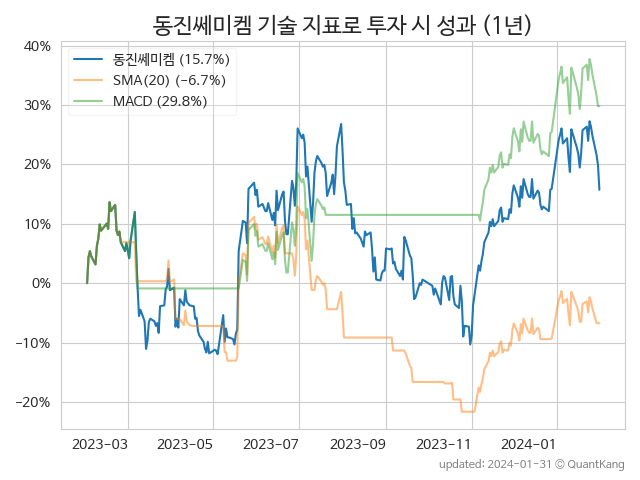 동진쎄미켐 기술 지표로 투자 시 성과 (1년)
동진쎄미켐 (15.7%)
SMA(20) (−6.7%)
MACD (29.8%)
40%
30%
20%
10%
0%
−10%
−20%
2023-03
2023-05
2023-07
2023-09
2023-11
2024-01
updated: 2024-01-31 © QuantKang